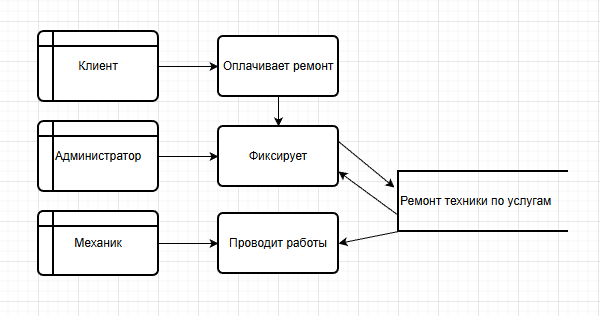 Клиент
Оплачивает ремонт
Администратор
Фиксирует
Ремонт техники по услугам
Механик
Проводит работы